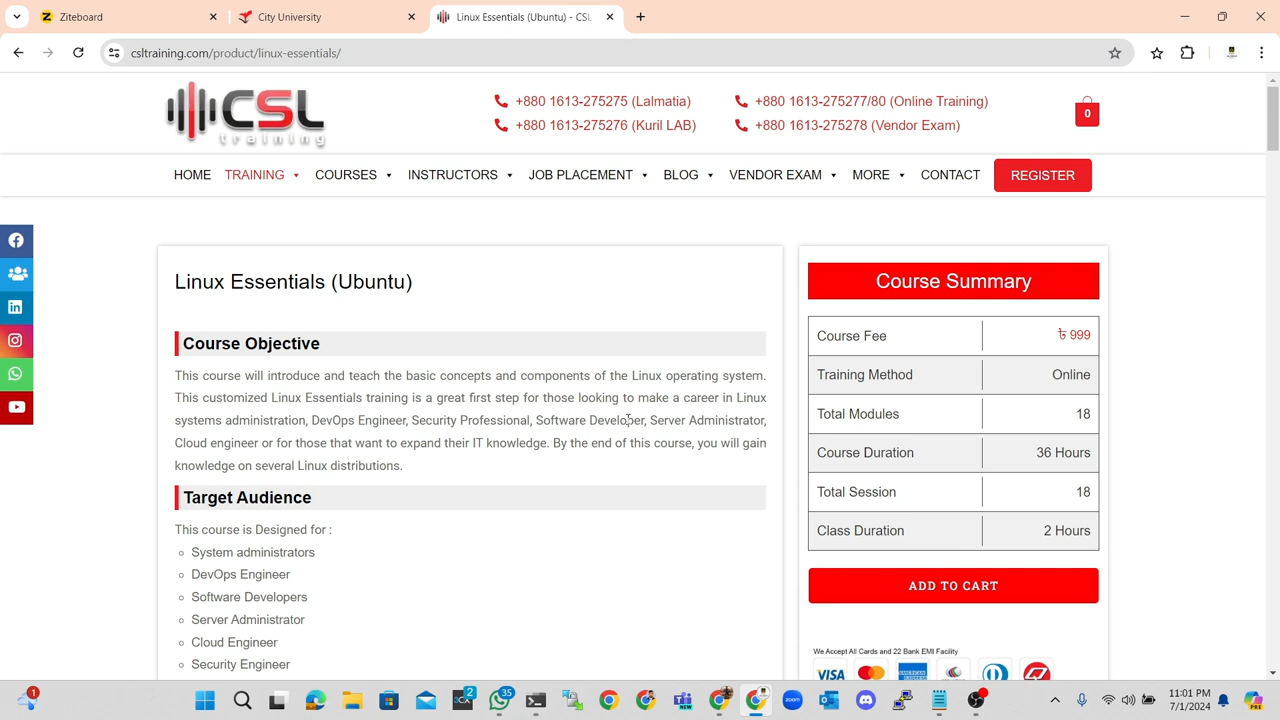 Ziteboard
City University
Linux Essentials (Ubuntu) - CSL
csltraining.com/product/linux-essentials/
CSL
training
+880 1613-275275 (Lalmatia)
+880 1613-275277/80 (Online Training)
+880 1613-275276 (Kuril LAB)
+880 1613-275278 (Vendor Exam)
0
HOME TRAINING COURSES INSTRUCTORS JOB PLACEMENT BLOG VENDOR EXAM MORE CONTACT REGISTER
Linux Essentials (Ubuntu)
Course Objective
This course will introduce and teach the basic concepts and components of the Linux operating system.
This customized Linux Essentials training is a great first step for those looking to make a career in Linux
systems administration, DevOps Engineer, Security Professional, Software Developer, Server Administrator,
Cloud engineer or for those that want to expand their IT knowledge. By the end of this course, you will gain
knowledge on several Linux distributions.
Target Audience
This course is Designed for :
System administrators
DevOps Engineer
Software Developers
Server Administrator
Cloud Engineer
Security Engineer
Course Summary
Course Fee ৳ 999
Training Method Online
Total Modules 18
Course Duration 36 Hours
Total Session 18
Class Duration 2 Hours
ADD TO CART
We Accept All Cards and 22 Bank EMI Facility
VISA
1
2
35
NEW
zoom
11:01 PM
7/1/2024
PRE